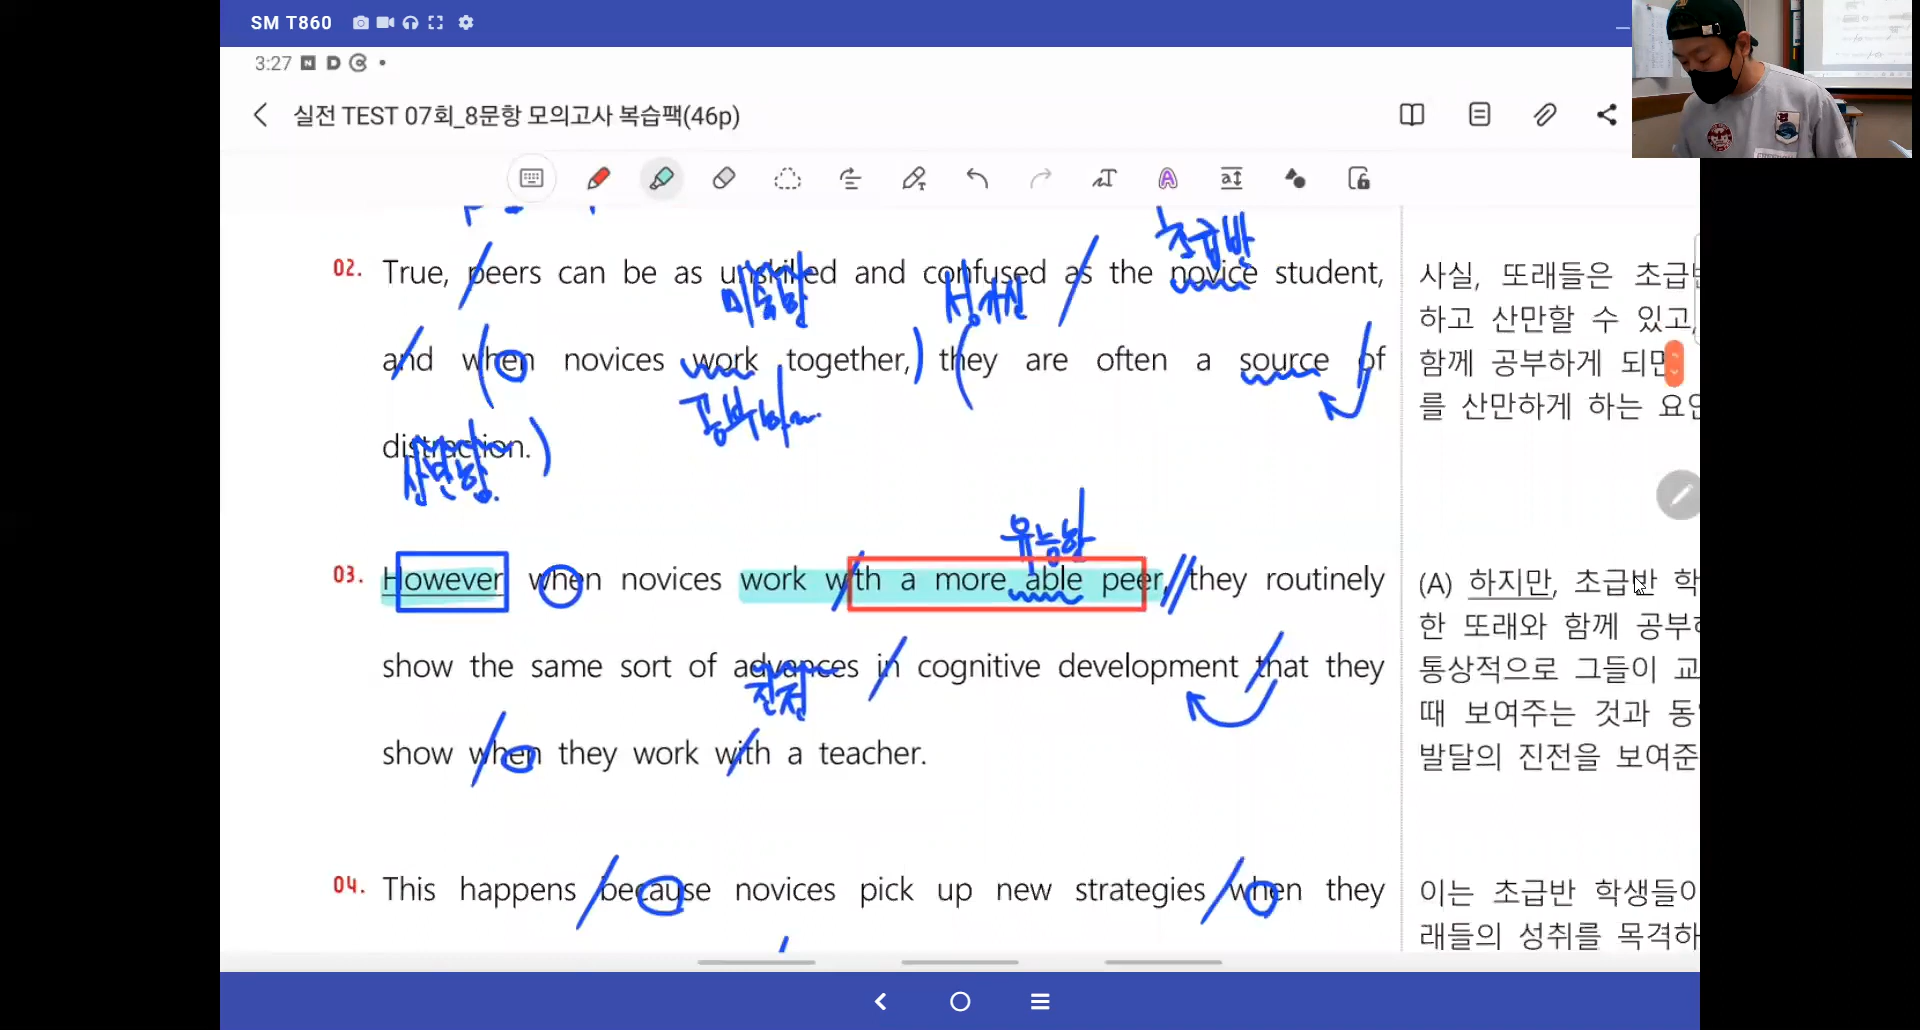 SM T860
3:27
실전 TEST 07회_8문항 모의고사 복습팩(46p)
초급반
02. True, peers can be as unskilled and confused as the novice student,
미숙함
and when novices work together, they are often a source of
공부하
distraction.
산만함.
유능함
03. However when novices work with a more able peer, they routinely
show the same sort of advances in cognitive development that they
진전
show when they work with a teacher.
04. This happens because novices pick up new strategies when they
사실, 또래들은 초급반
하고 산만할 수 있고,
함께 공부하게 되면
를 산만하게 하는 요인
(A) 하지만, 초급반 학
한 또래와 함께 공부하
통상적으로 그들이 교
때 보여주는 것과 동
발달의 진전을 보여준
이는 초급반 학생들이
래들의 성취를 목격하